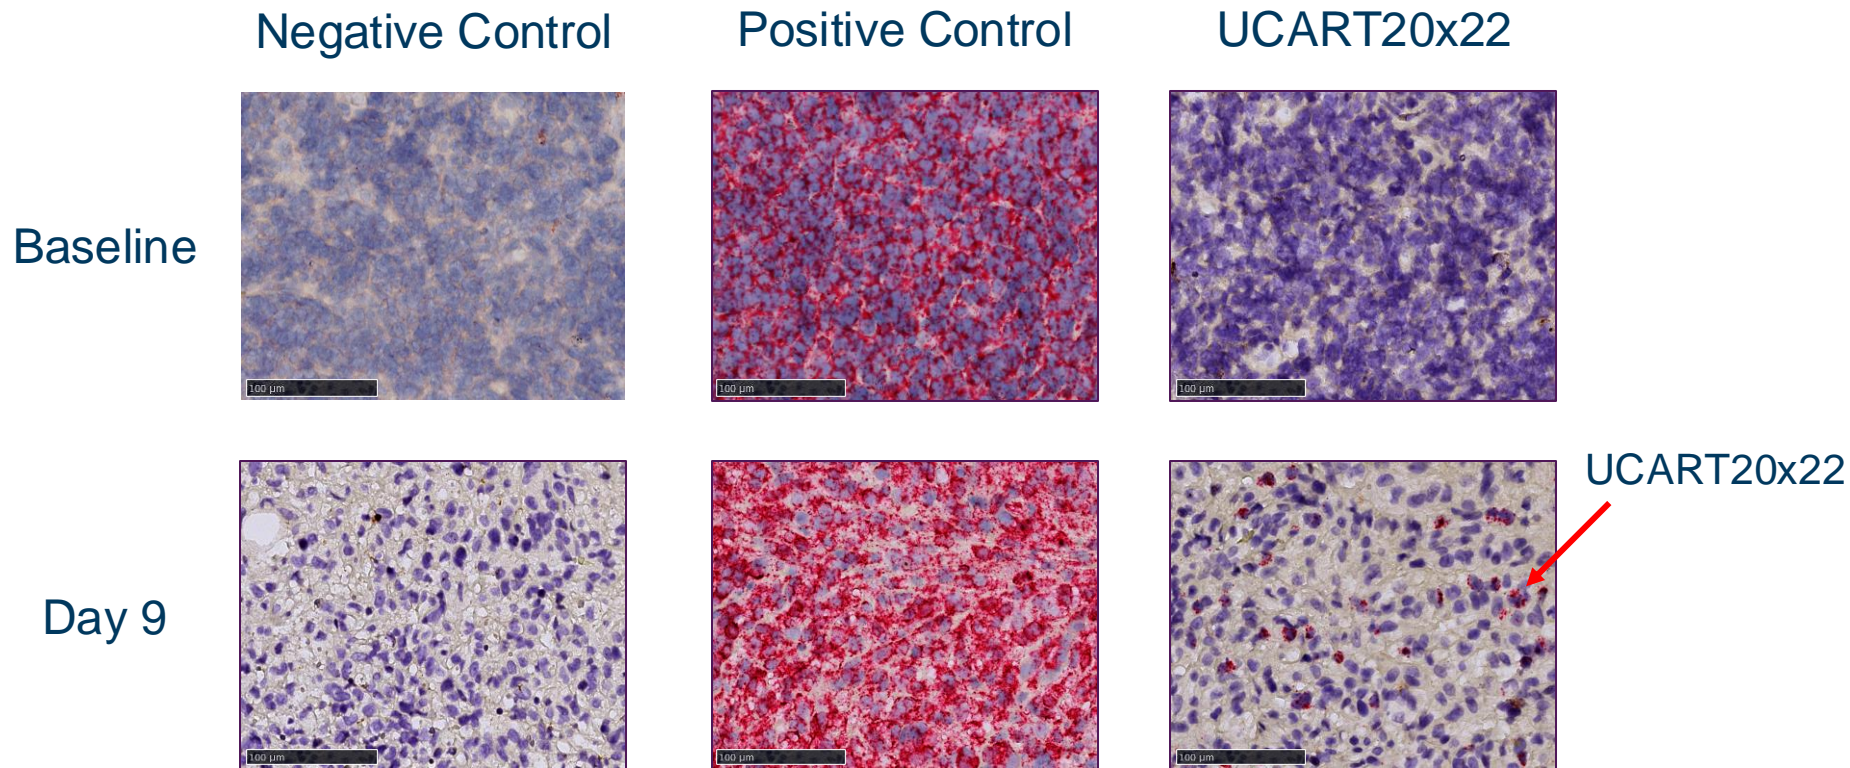 Negative Control
Positive Control
UCART20x22
Baseline
100 µm
100 µm
100 µm
UCART20x22
Day 9
100 µm
100 µm
100 µm